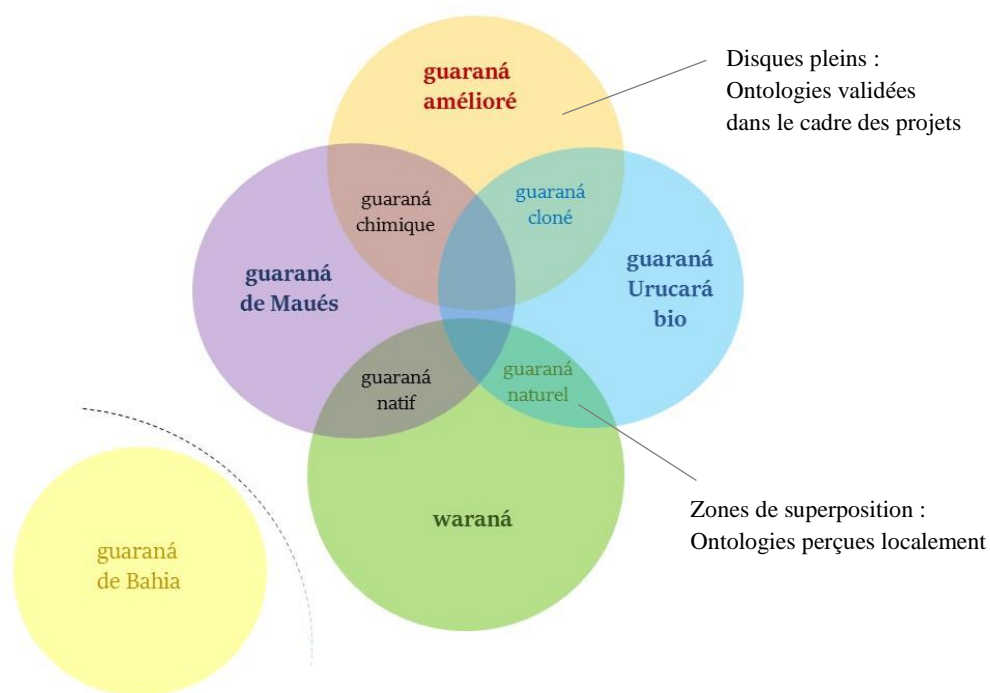 guaraná
amélioré
Disques pleins :
Ontologies validées
dans le cadre des projets
guaraná
chimique
guaraná
cloné
guaraná
de Maués
guaraná
Urucará
bio
guaraná
natif
guaraná
naturel
waraná
Zones de superposition :
Ontologies perçues localement
guaraná
de Bahia